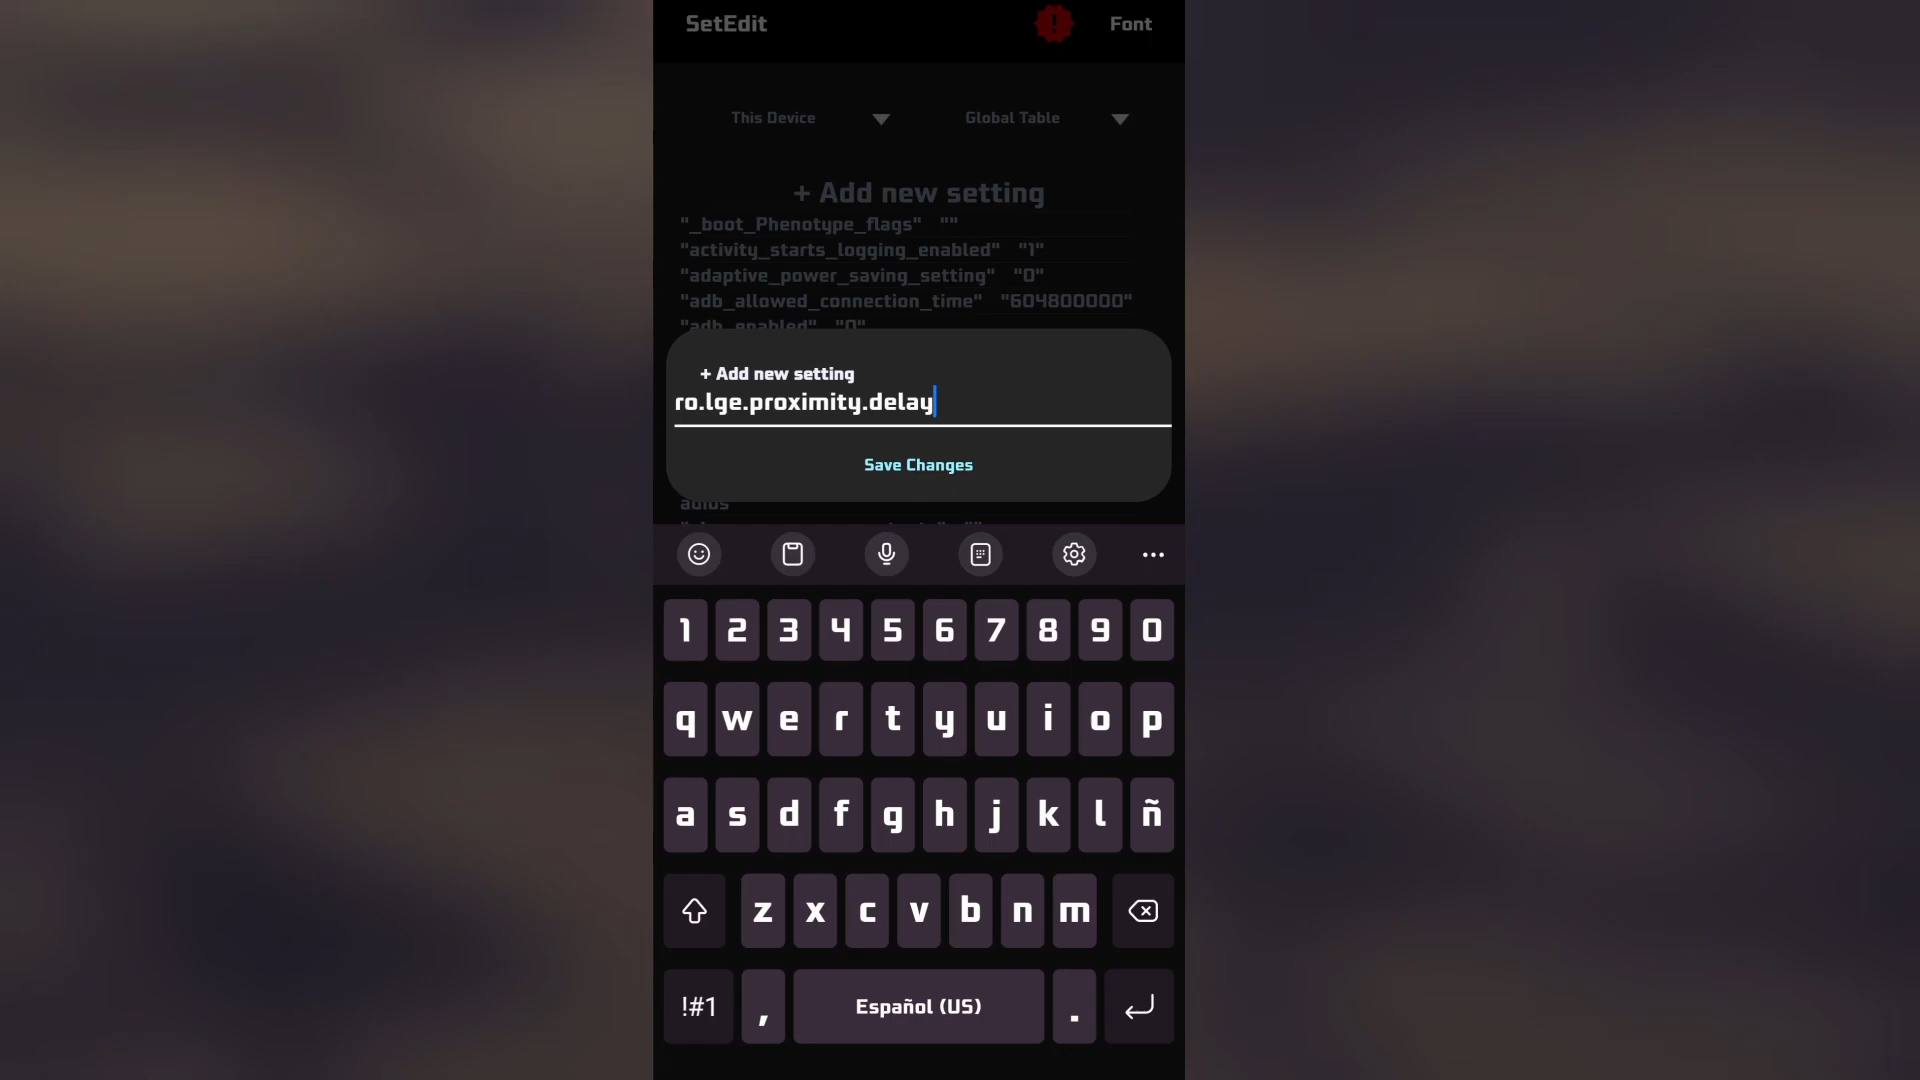 SetEdit
Font
This Device
Global Table
+ Add new setting
"_boot_Phenotype_flags" ""
"activity_starts_logging_enabled" "1"
"adaptive_power_saving_setting" "0"
"adb_allowed_connection_time" "604800000"
"adb_enabled" "0"
+ Add new setting
ro.lge.proximity.delay
Save Changes
1 2 3 4 5 6 7 8 9 0
q w e r t y u i o p
a s d f g h j k l ñ
z x c v b n m
!#1 , Español (US) .